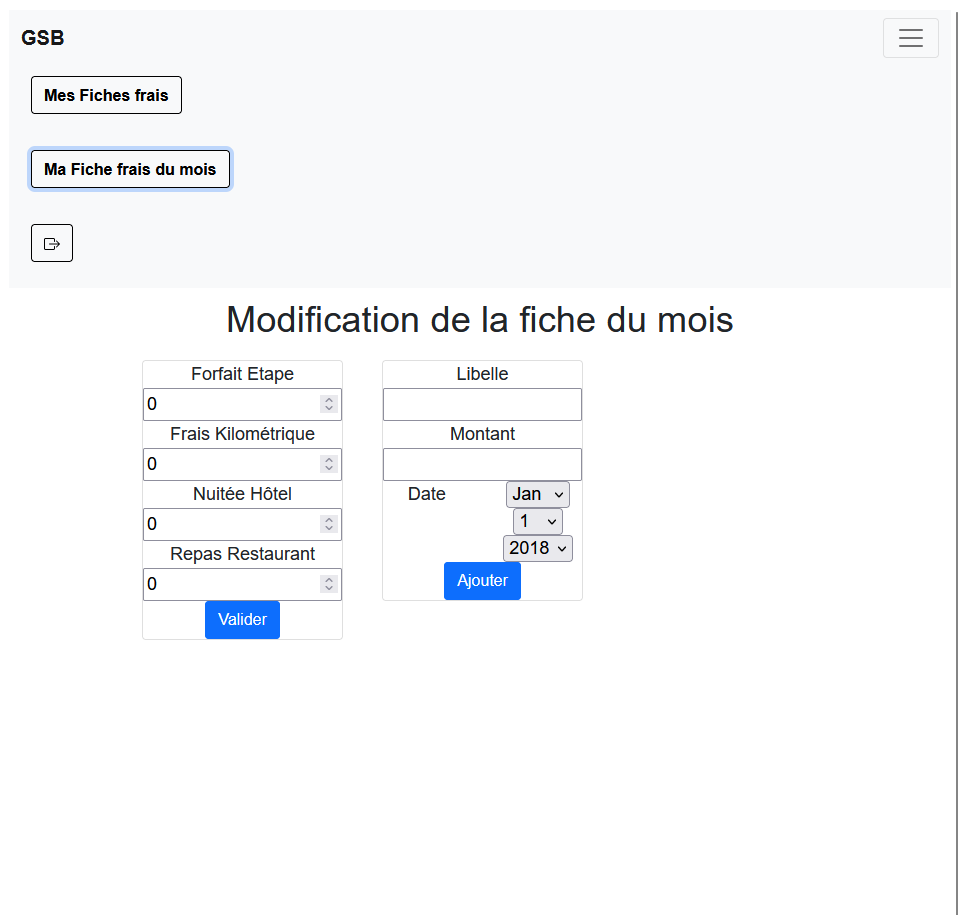 GSB
Mes Fiches frais
Ma Fiche frais du mois
Modification de la fiche du mois
Forfait Etape
0
Frais Kilométrique
0
Nuitée Hôtel
0
Repas Restaurant
0
Valider
Libelle
Montant
Date Jan
1
2018
Ajouter